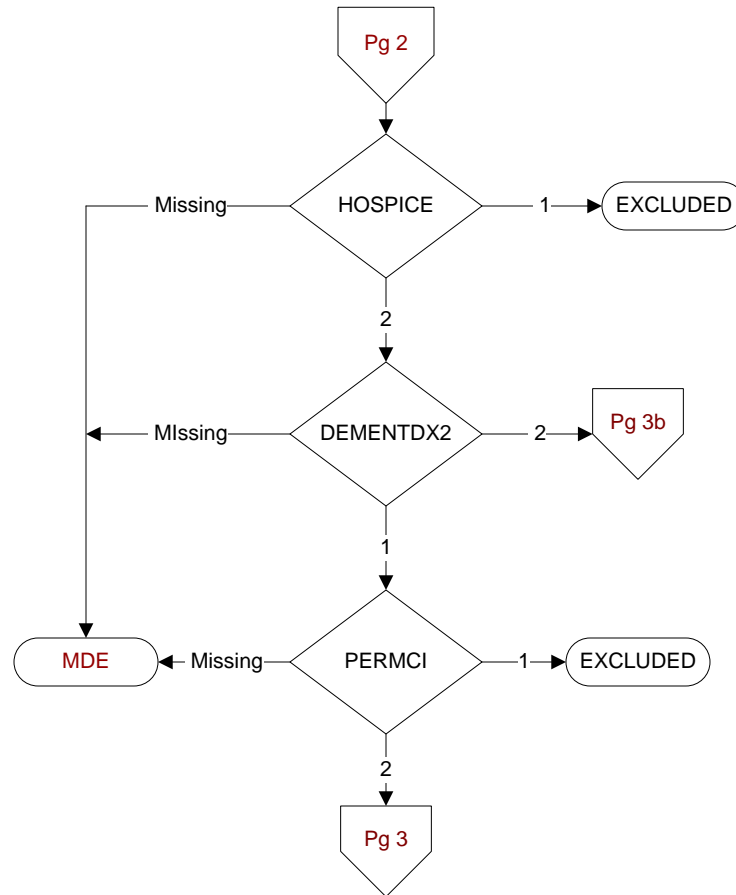 Pg 2
Missing
HOSPICE
1
EXCLUDED
2
MIssing
DEMENTDX2
2
Pg 3b
1
MDE
Missing
PERMCI
1
EXCLUDED
2
Pg 3